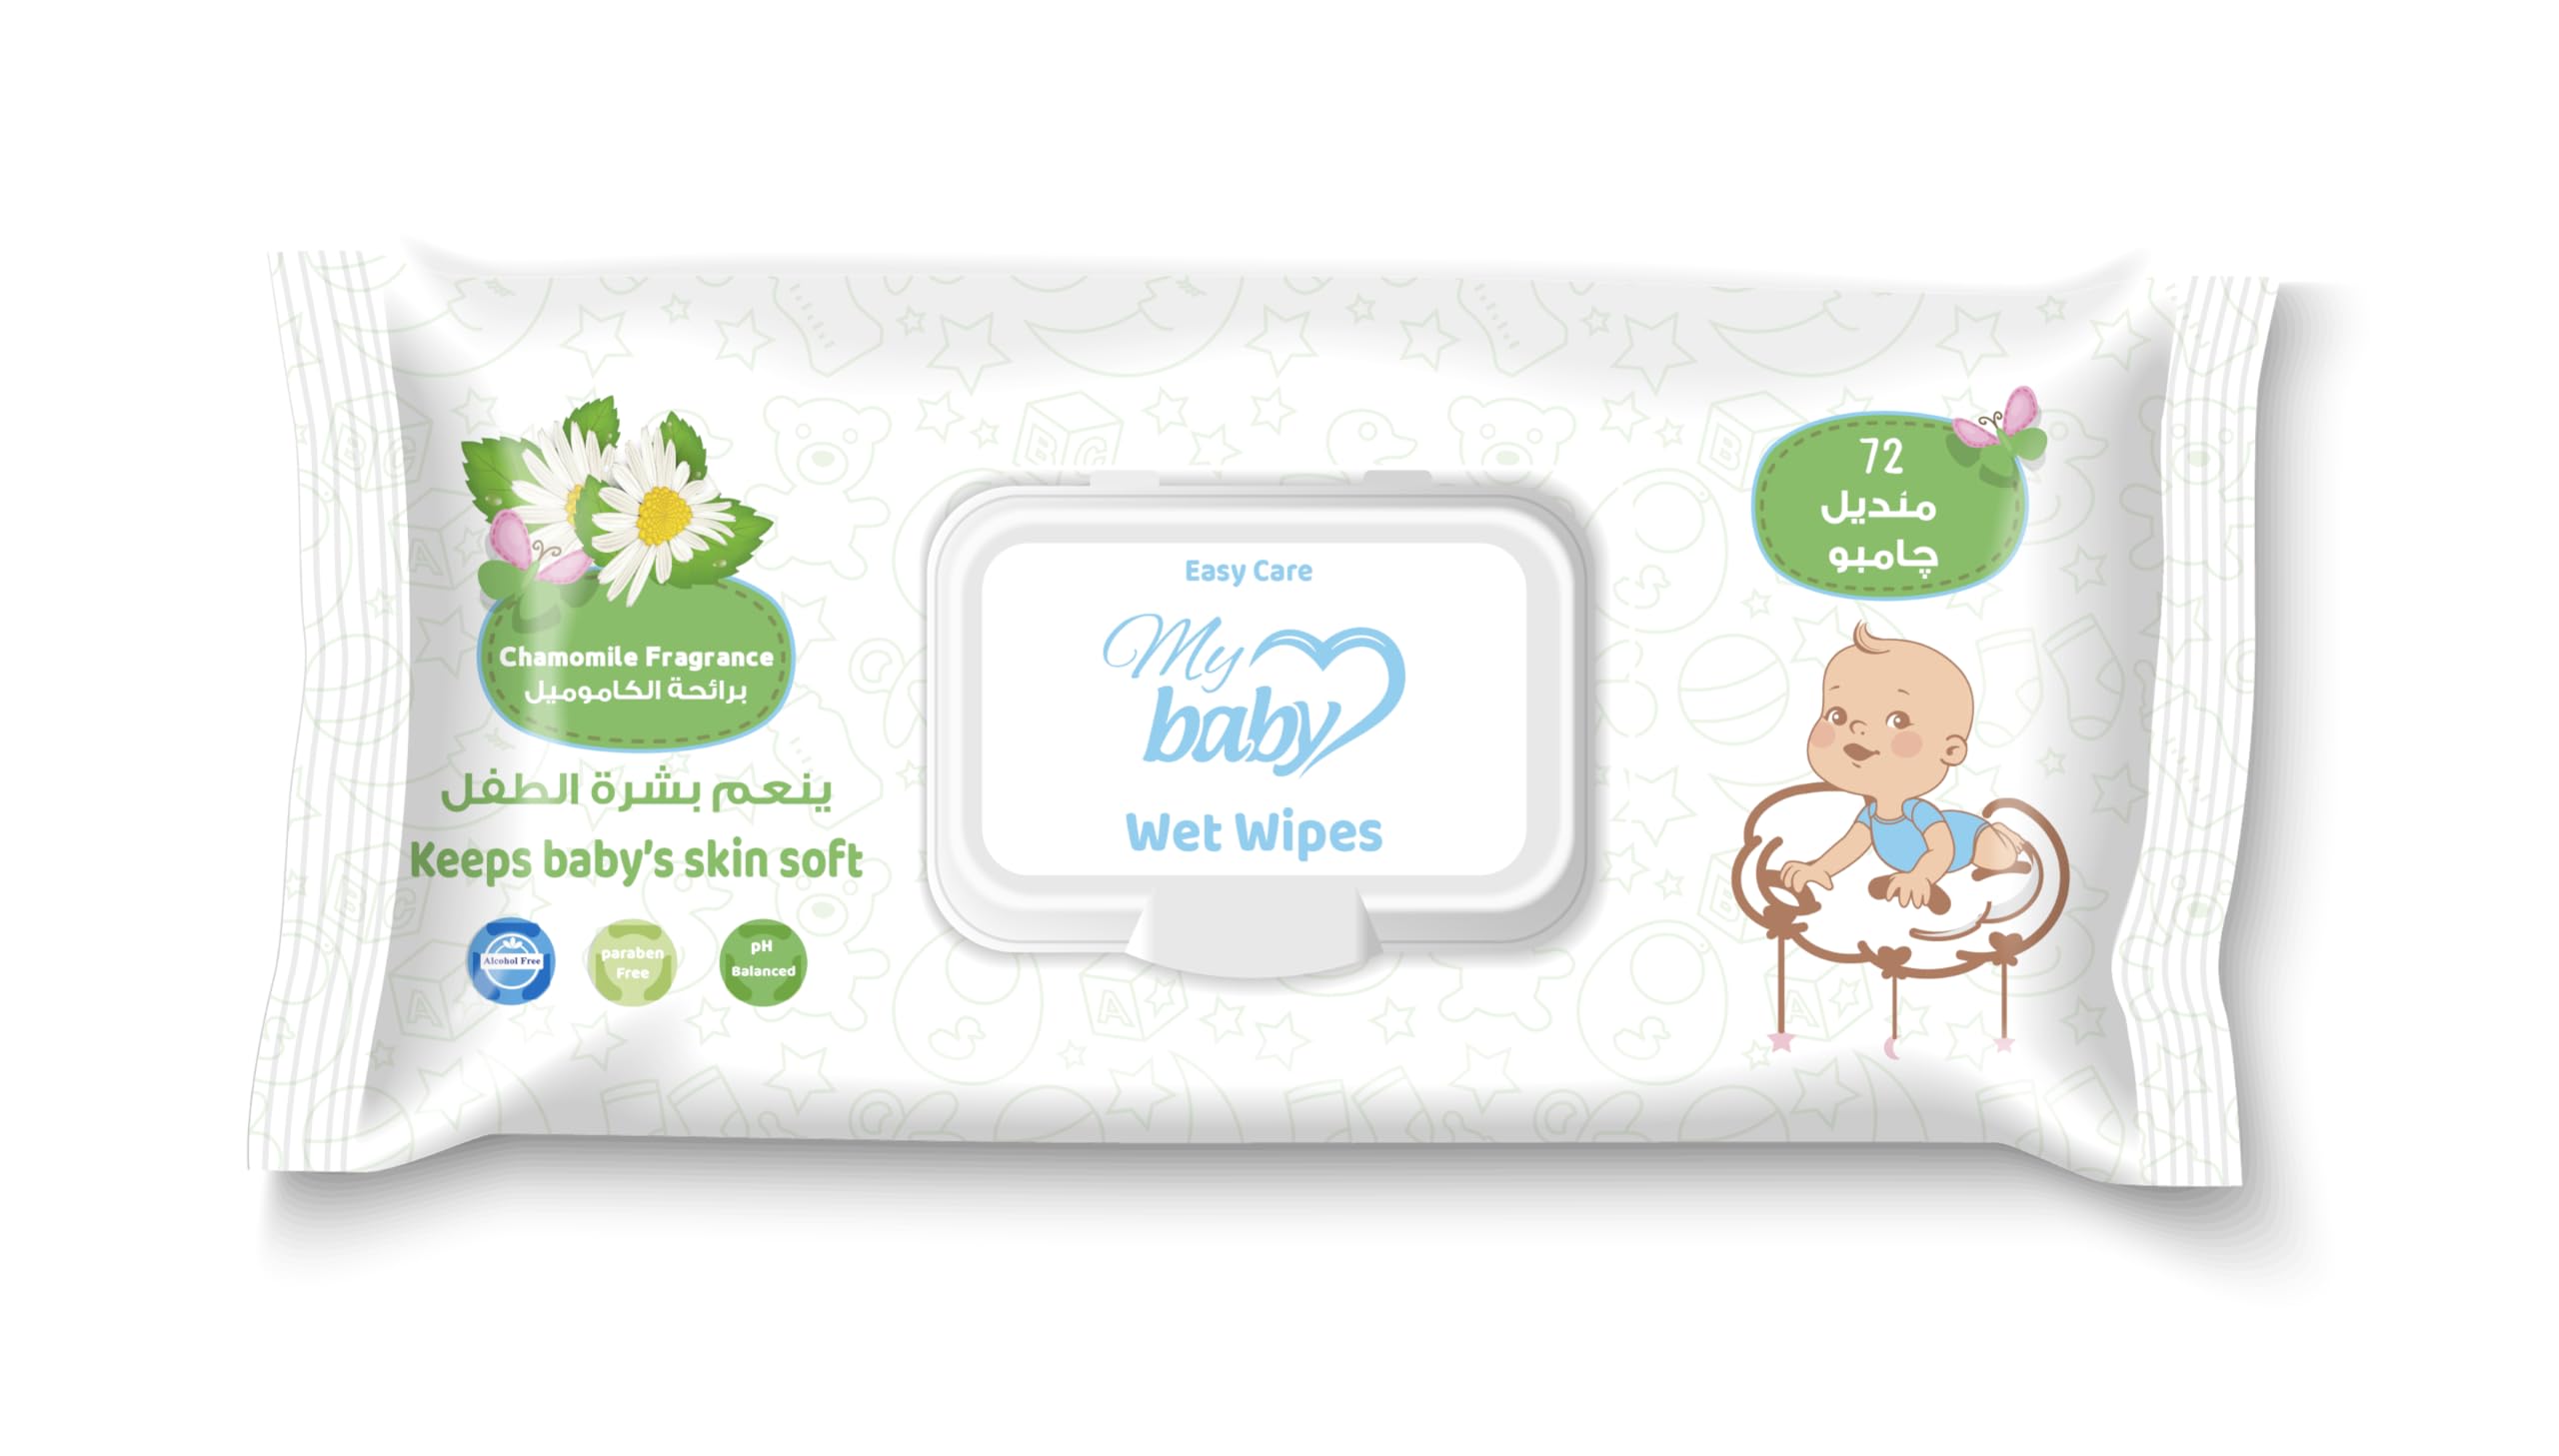 Chamomile Fragrance
برائحة الكاموميل
ينعم بشرة الطفل
Keeps baby's skin soft
Alcohol Free
paraben
Free
pH
Balanced
Easy Care
My
baby
Wet Wipes
72
منديل
چامبو